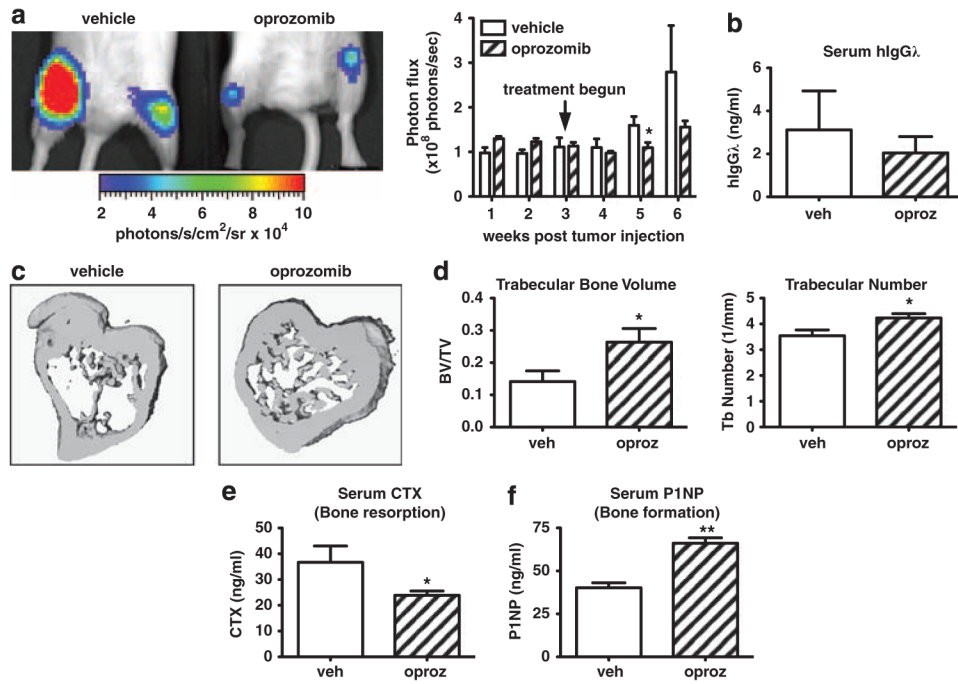 a
vehicle
oprozomib
2
4
6
8
10
photons/s/cm²/sr x 10⁴
Photon flux
(x10⁸ photons/sec)
4
3
2
1
0
vehicle
oprozomib
treatment begun
*
1
2
3
4
5
6
weeks post tumor injection
b
Serum hIgGλ
hIgGλ (ng/ml)
6
4
2
0
veh
oproz
c
vehicle
oprozomib
d
Trabecular Bone Volume
BV/TV
0.4
0.3
0.2
0.1
0.0
*
veh
oproz
Trabecular Number
Tb Number (1/mm)
5
4
3
2
1
0
*
veh
oproz
e
Serum CTX
(Bone resorption)
CTX (ng/ml)
50
40
30
20
10
0
*
veh
oproz
f
Serum P1NP
(Bone formation)
P1NP (ng/ml)
75
50
25
0
**
veh
oproz